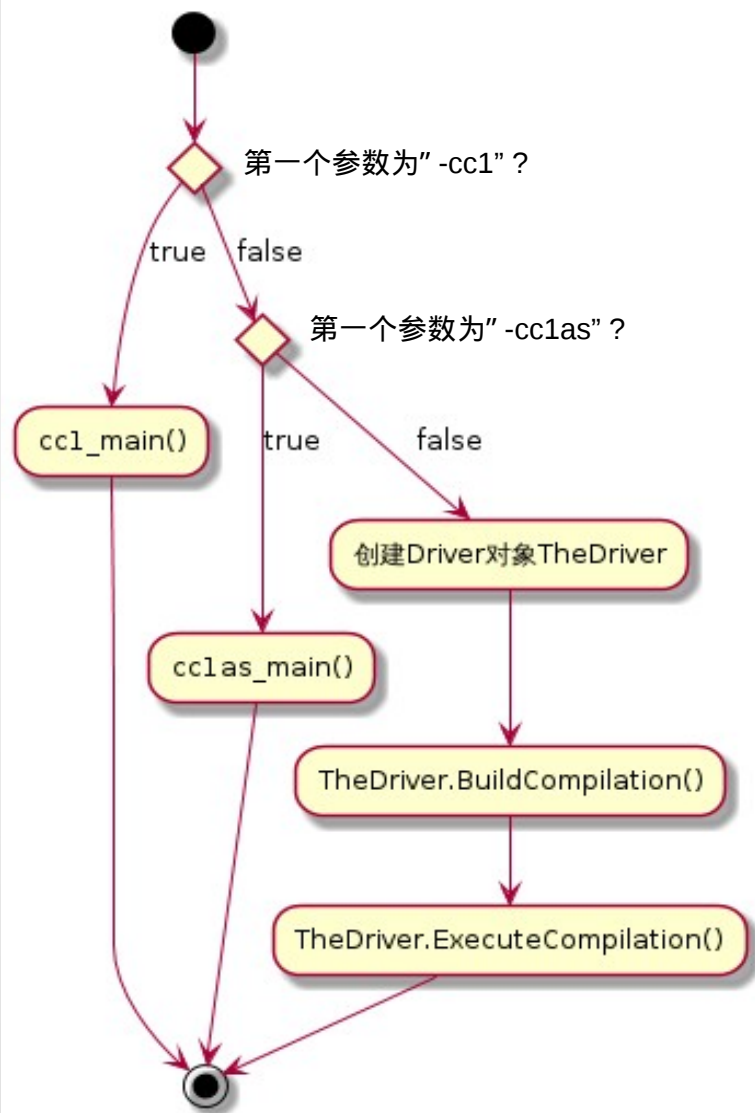 第一个参数为” -cc1” ?
true
false
第一个参数为” -cc1as” ?
cc1_main()
true
false
创建Driver对象TheDriver
cc1as_main()
TheDriver.BuildCompilation()
TheDriver.ExecuteCompilation()